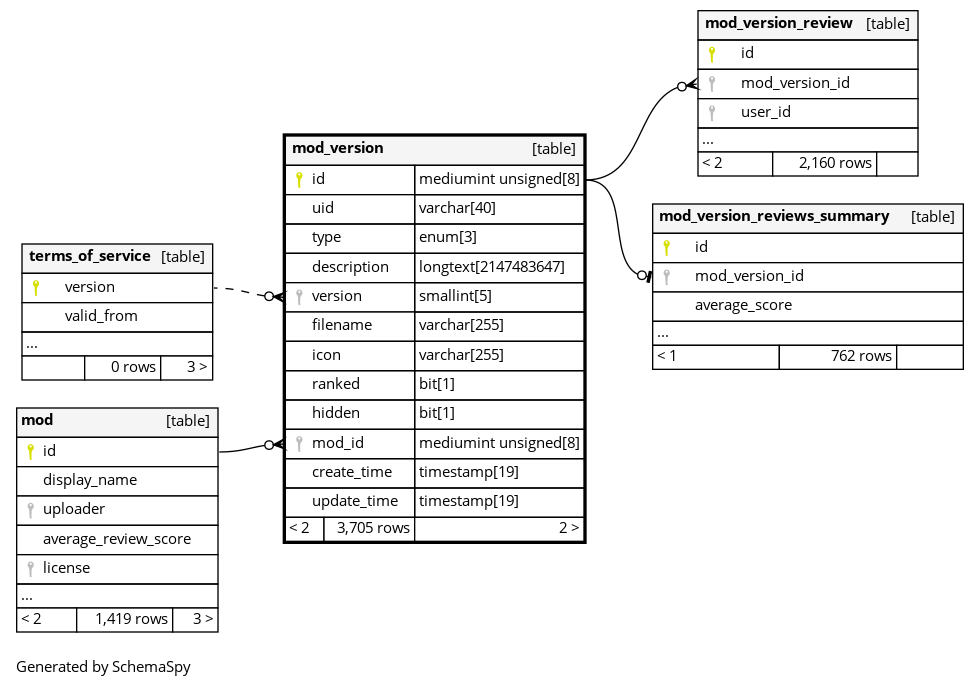 mod_version_review [table]
id
mod_version_id
user_id
...
< 2 2,160 rows
mod_version [table]
id mediumint unsigned[8]
uid varchar[40]
type enum[3]
description longtext[2147483647]
version smallint[5]
filename varchar[255]
icon varchar[255]
ranked bit[1]
hidden bit[1]
mod_id mediumint unsigned[8]
create_time timestamp[19]
update_time timestamp[19]
< 2 3,705 rows 2 >
mod_version_reviews_summary [table]
id
mod_version_id
average_score
...
< 1 762 rows
terms_of_service [table]
version
valid_from
...
0 rows 3 >
mod [table]
id
display_name
uploader
average_review_score
license
...
< 2 1,419 rows 3 >
Generated by SchemaSpy